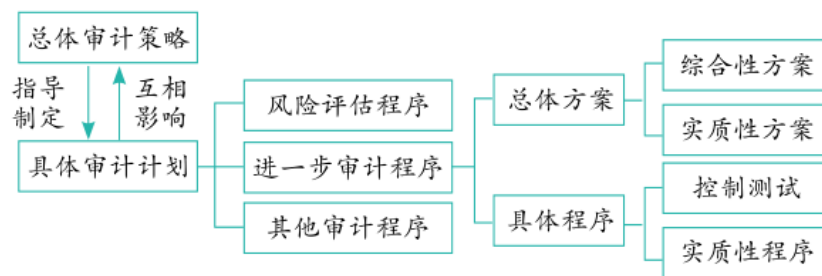 总体审计策略
指导
制定
互相
影响
具体审计计划
风险评估程序
进一步审计程序
其他审计程序
总体方案
具体程序
综合性方案
实质性方案
控制测试
实质性程序